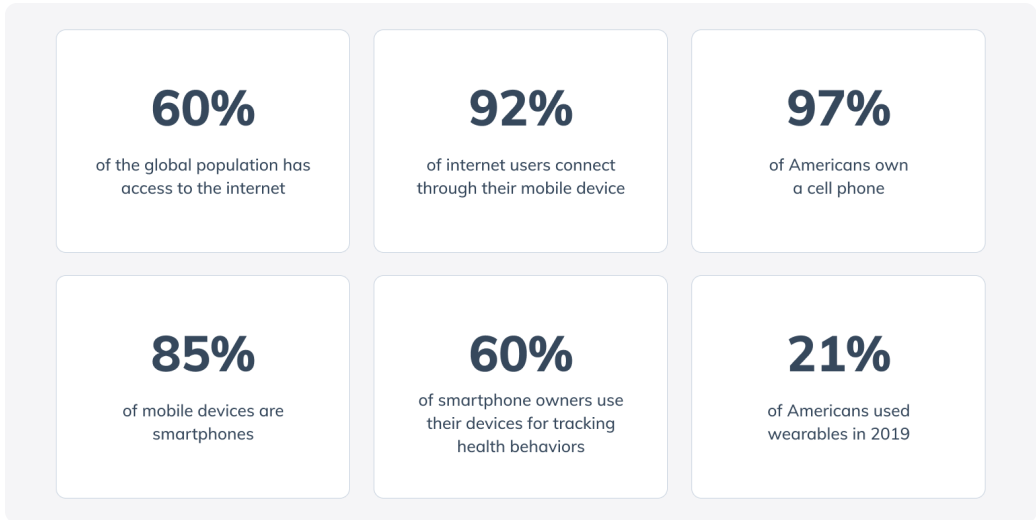 60%
of the global population has
access to the internet
92%
of internet users connect
through their mobile device
97%
of Americans own
a cell phone
85%
of mobile devices are
smartphones
60%
of smartphone owners use
their devices for tracking
health behaviors
21%
of Americans used
wearables in 2019